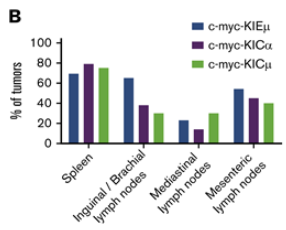 B
c-myc-KIEμ
c-myc-KICα
c-myc-KICμ
% of tumors
100
80
60
40
20
0
Spleen
Inguinal / Brachial
lymph nodes
Mediastinal
lymph nodes
Mesenteric
lymph nodes